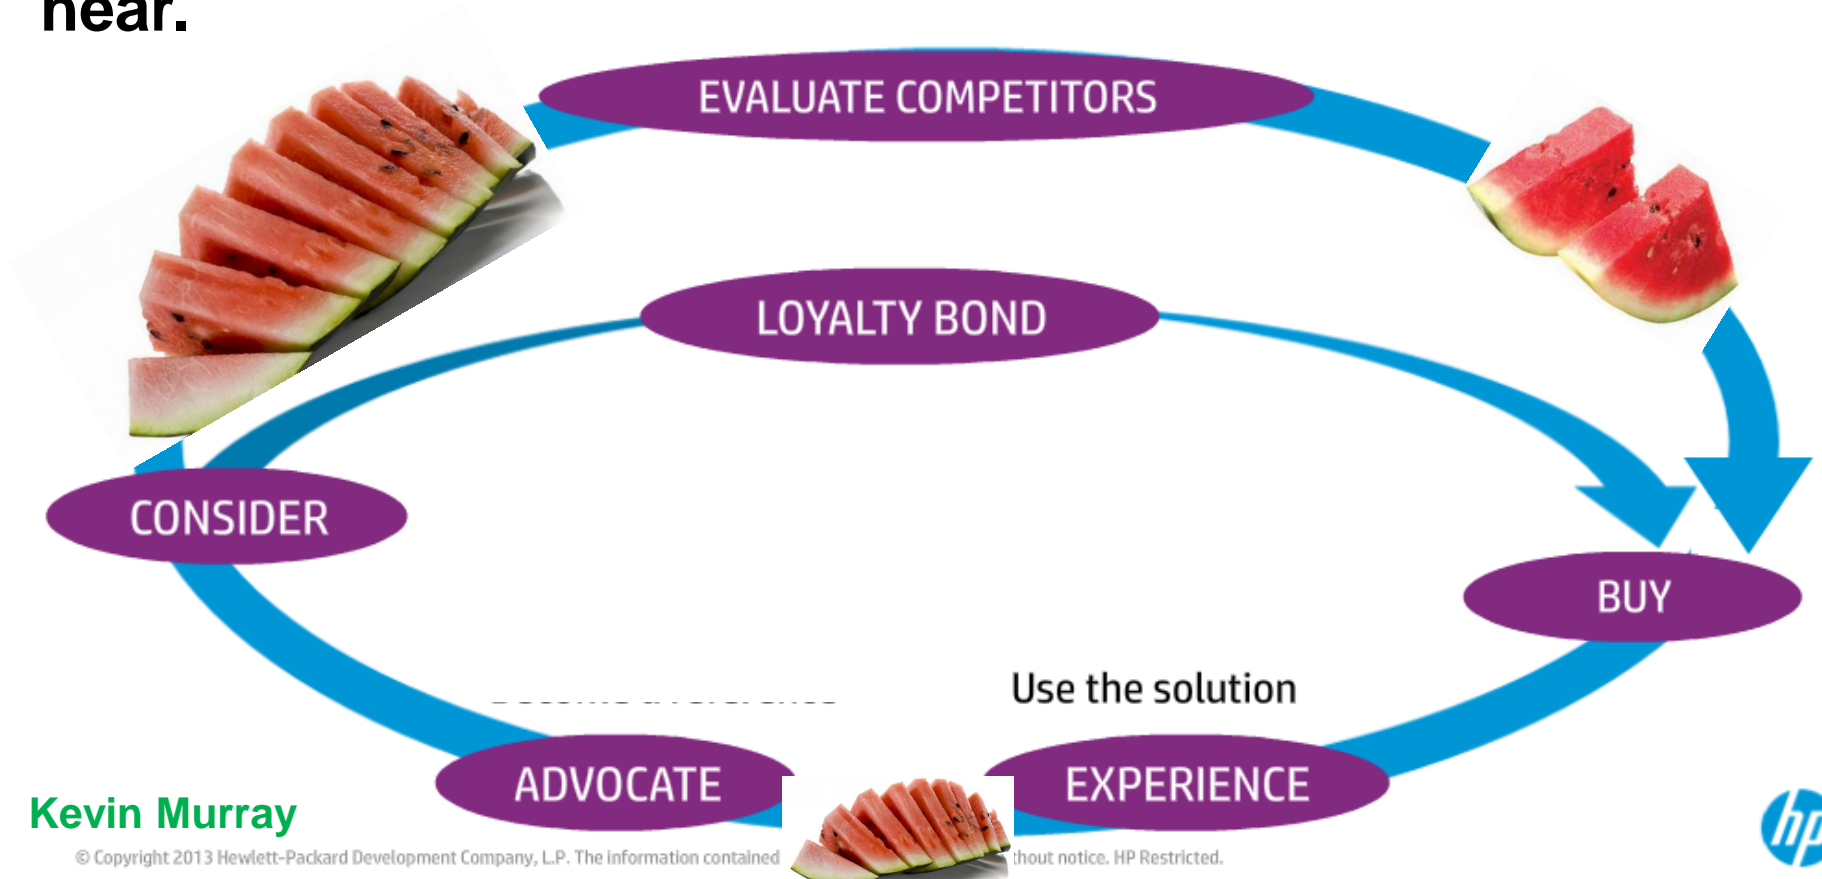 near.
EVALUATE COMPETITORS
LOYALTY BOND
CONSIDER
BUY
Use the solution
ADVOCATE
EXPERIENCE
Kevin Murray
© Copyright 2013 Hewlett-Packard Development Company, L.P. The information contained
thout notice. HP Restricted.
hp